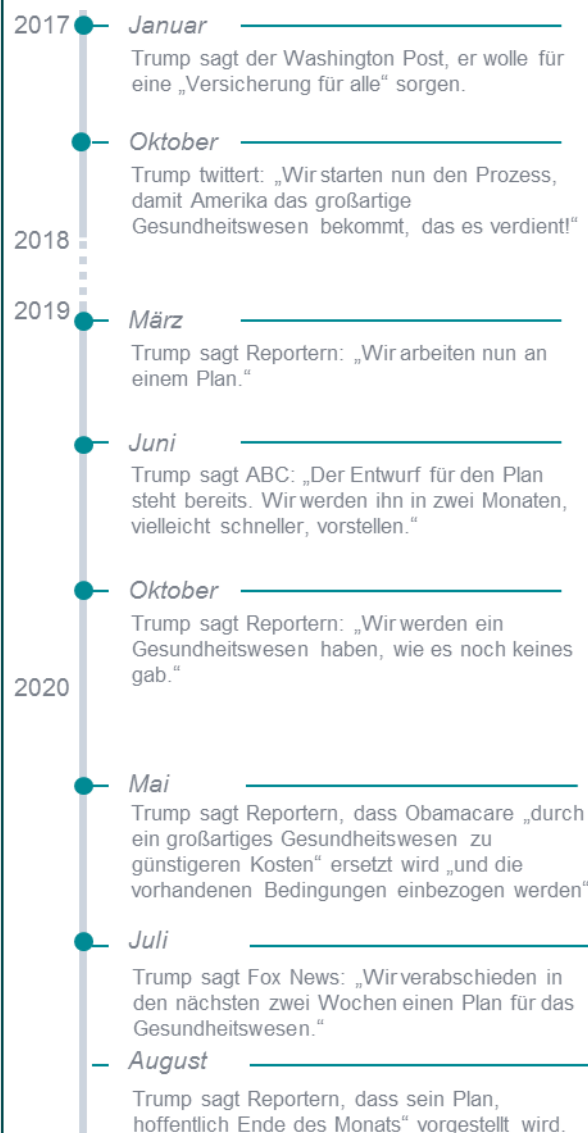 2017 Januar
Trump sagt der Washington Post, er wolle für
eine „Versicherung für alle“ sorgen.
Oktober
Trump twittert: „Wir starten nun den Prozess,
damit Amerika das großartige
Gesundheitswesen bekommt, das es verdient!“
2018
2019
März
Trump sagt Reportern: „Wir arbeiten nun an
einem Plan.“
Juni
Trump sagt ABC: „Der Entwurf für den Plan
steht bereits. Wir werden ihn in zwei Monaten,
vielleicht schneller, vorstellen.“
Oktober
Trump sagt Reportern: „Wir werden ein
Gesundheitswesen haben, wie es noch keines
gab.“
2020
Mai
Trump sagt Reportern, dass Obamacare „durch
ein großartiges Gesundheitswesen zu
günstigeren Kosten“ ersetzt wird „und die
vorhandenen Bedingungen einbezogen werden“
Juli
Trump sagt Fox News: „Wir verabschieden in
den nächsten zwei Wochen einen Plan für das
Gesundheitswesen.“
August
Trump sagt Reportern, dass sein Plan,
hoffentlich Ende des Monats“ vorgestellt wird.